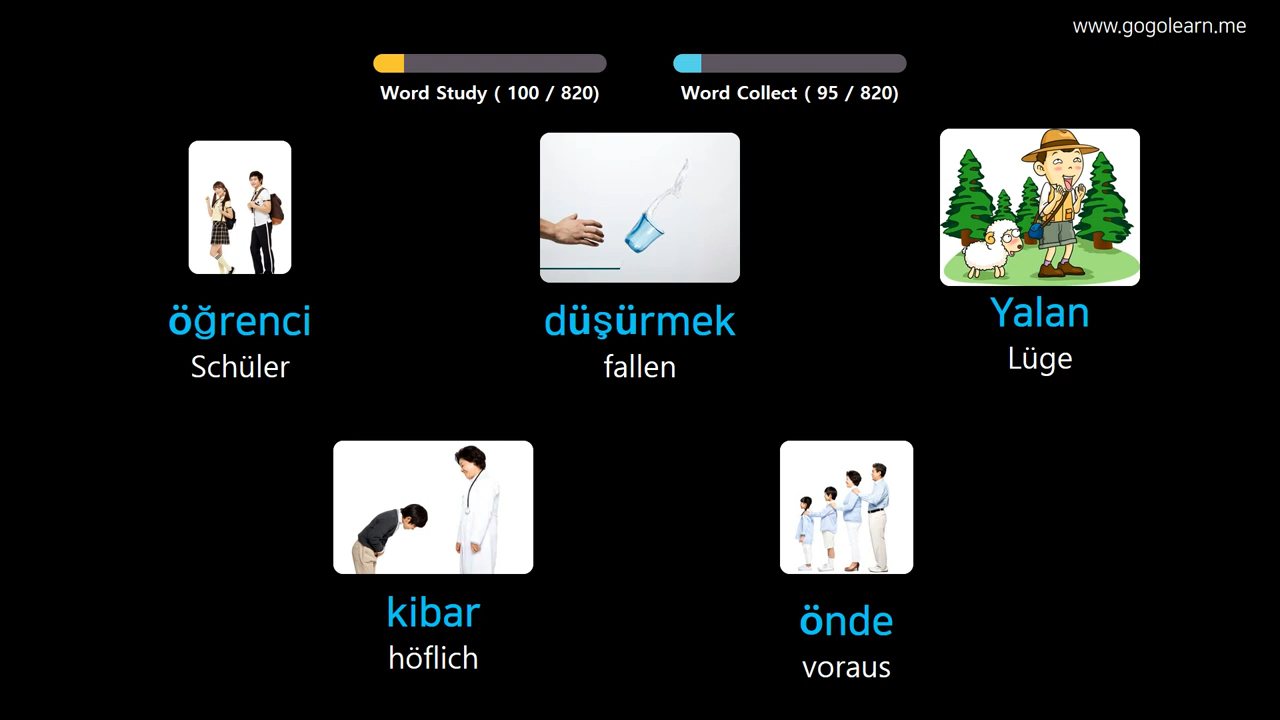 www.gogolearn.me
Word Study ( 100 / 820)
Word Collect ( 95 / 820)
öğrenci
Schüler
düşürmek
fallen
Yalan
Lüge
kibar
höflich
önde
voraus